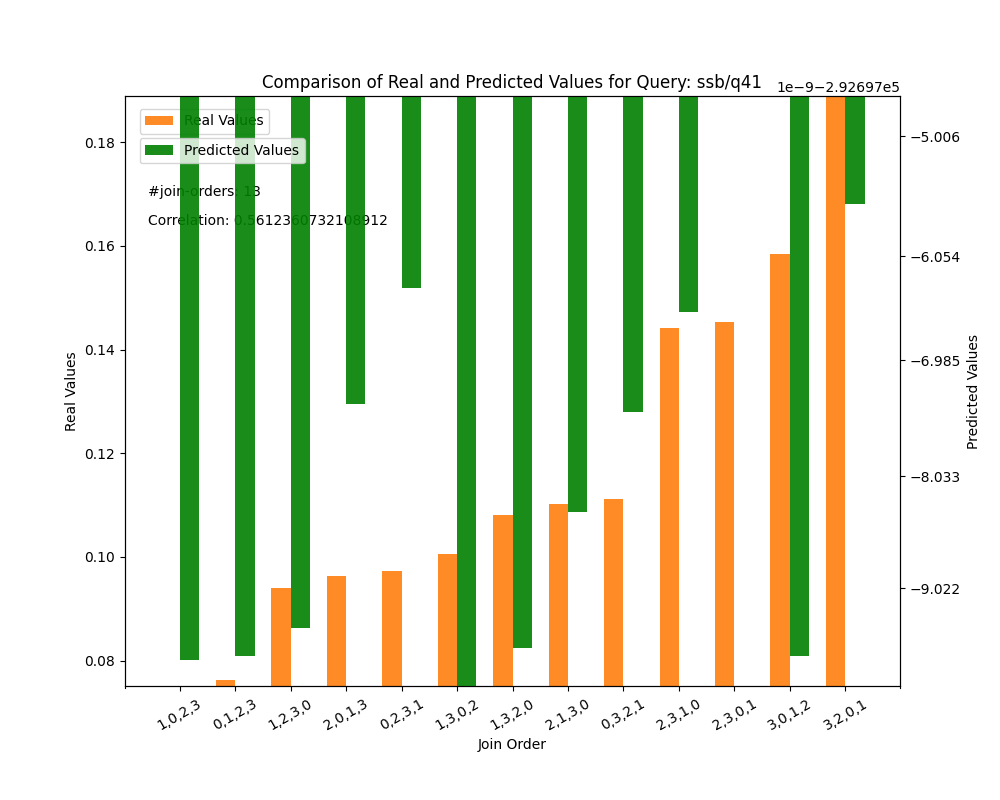 Comparison of Real and Predicted Values for Query: ssb/q41
1e−9−2.92697e5
Real Values
Predicted Values
#join-orders: 13
Correlation: 0.5612360732108912
0.18
0.16
0.14
0.12
0.10
0.08
Real Values
−5.006
−6.054
−6.985
−8.033
−9.022
Predicted Values
1,0,2,3
0,1,2,3
1,2,3,0
2,0,1,3
0,2,3,1
1,3,0,2
1,3,2,0
2,1,3,0
0,3,2,1
2,3,1,0
2,3,0,1
3,0,1,2
3,2,0,1
Join Order